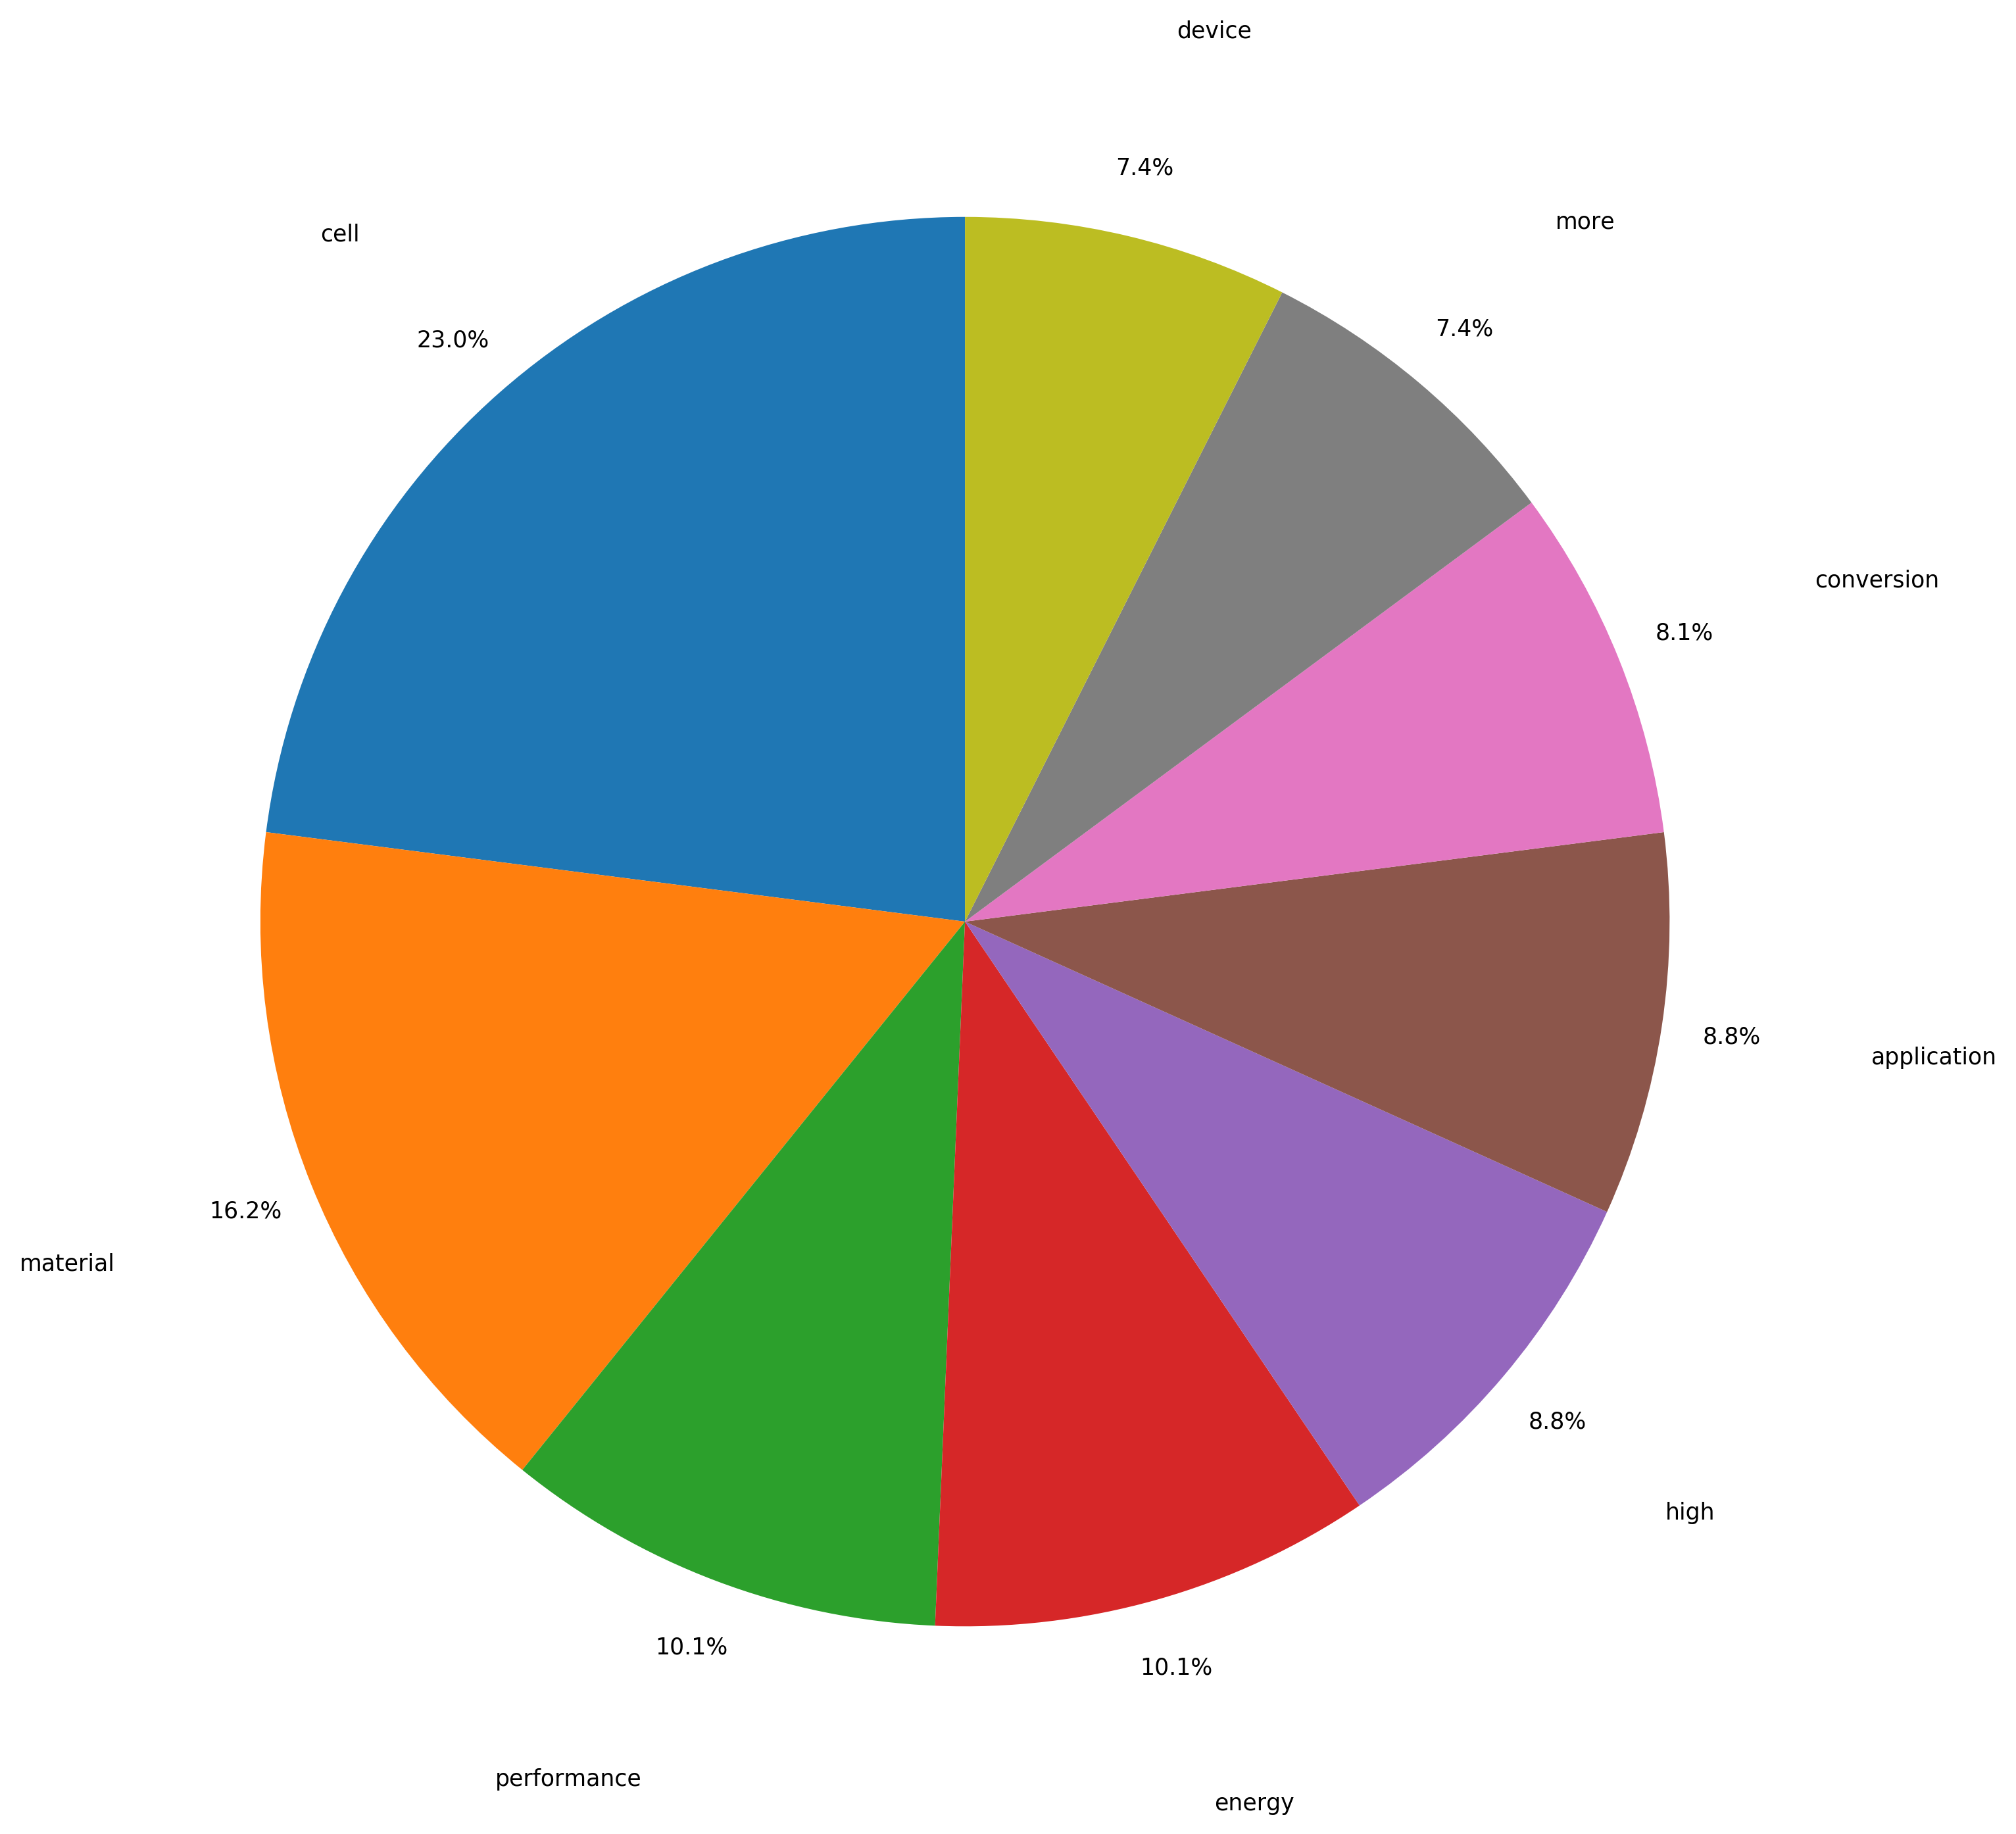 device
7.4%
more
cell
7.4%
23.0%
conversion
8.1%
8.8%
application
16.2%
material
8.8%
high
10.1%
10.1%
performance
energy